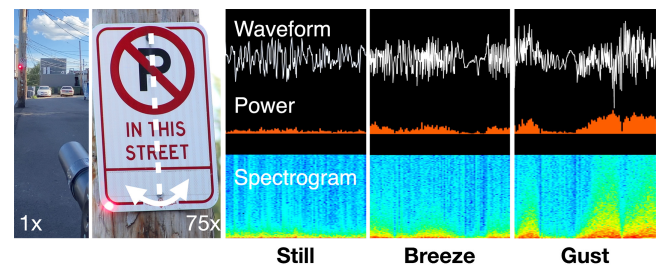 1x
P
IN THIS
STREET
75x
Waveform
Power
Spectrogram
Still
Breeze
Gust